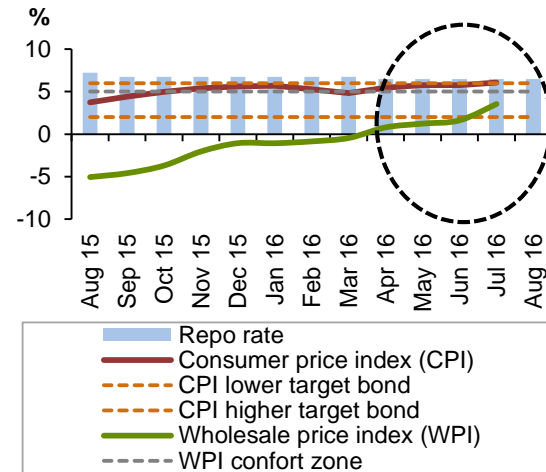 %
10
5
0
-5
-10
Aug 15
Sep 15
Oct 15
Nov 15
Dec 15
Jan 16
Feb 16
Mar 16
Apr 16
May 16
Jun 16
Jul 16
Aug 16
Repo rate
Consumer price index (CPI)
CPI lower target bond
CPI higher target bond
Wholesale price index (WPI)
WPI confort zone